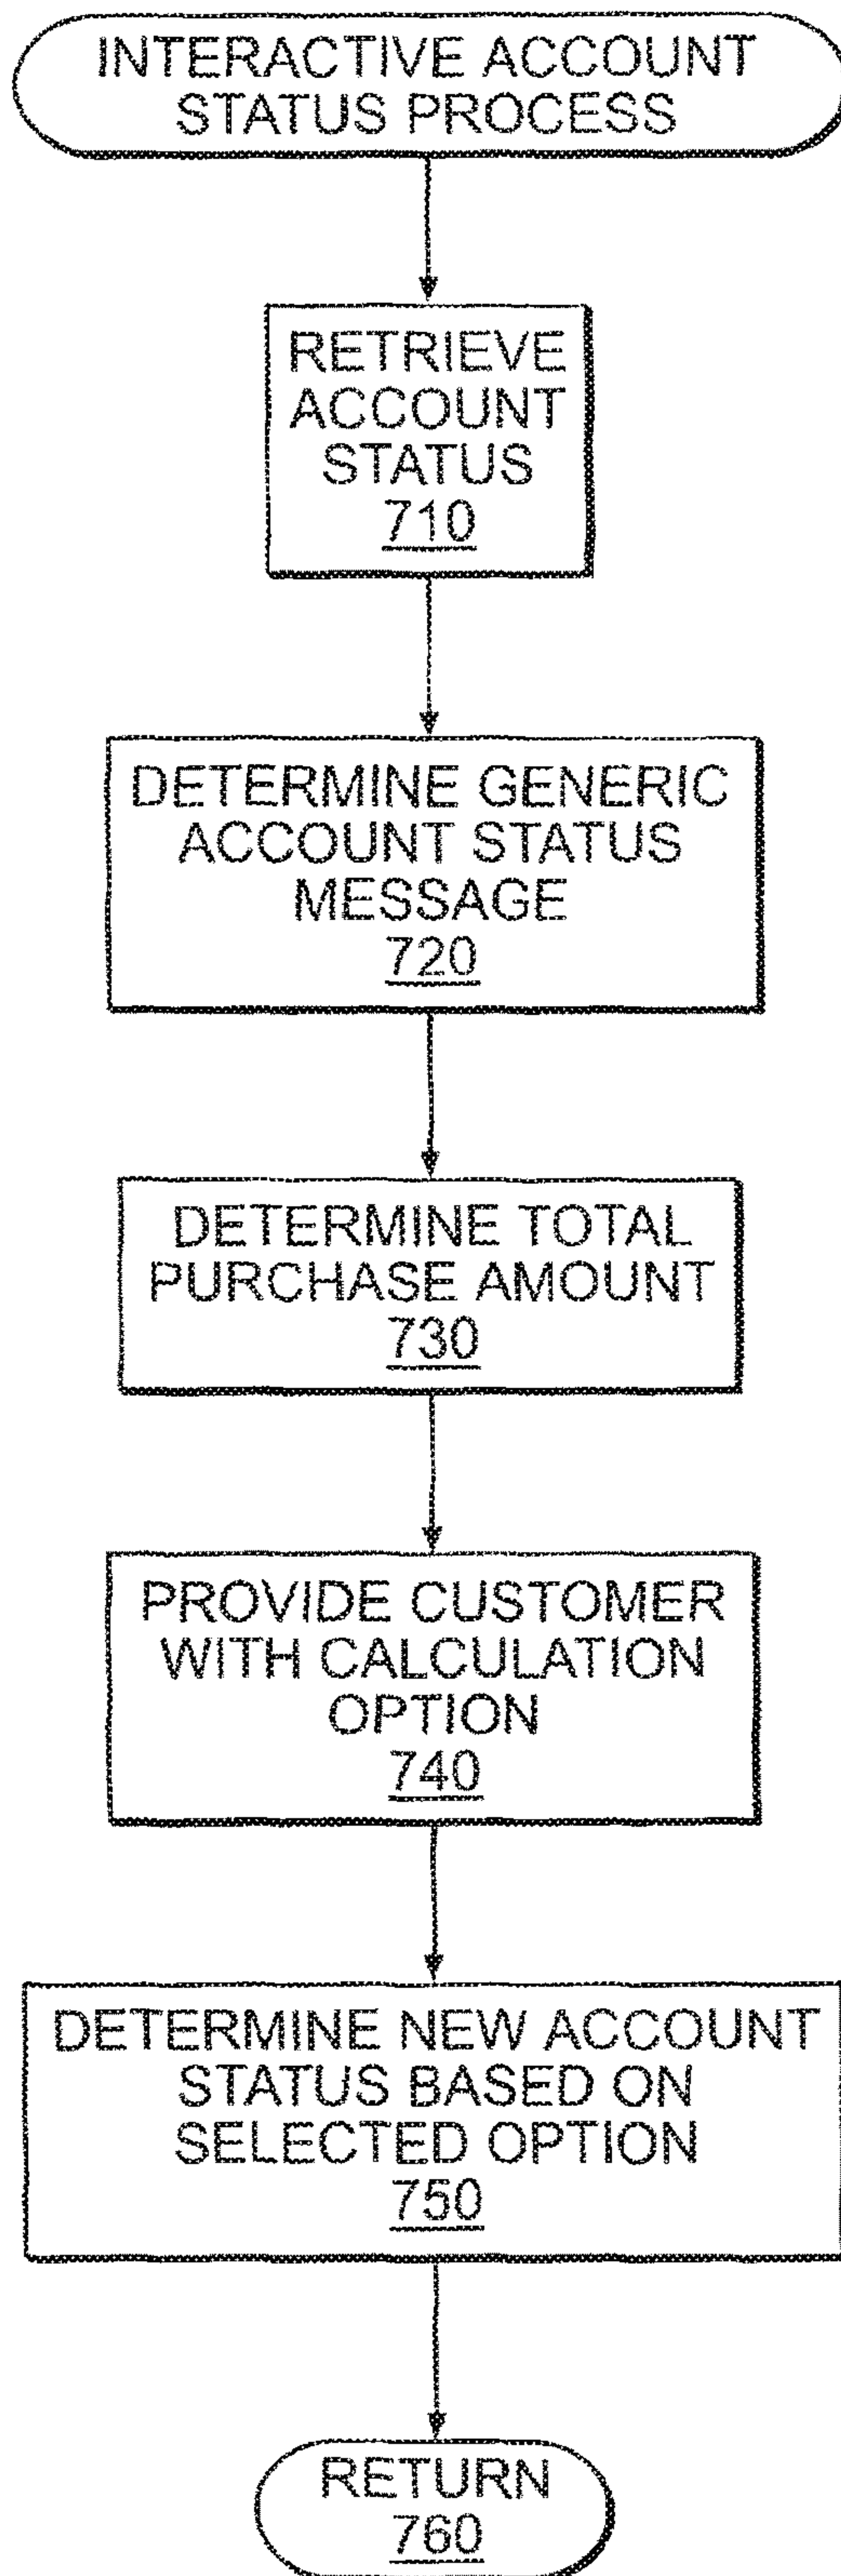 INTERACTIVE ACCOUNT
STATUS PROCESS
RETRIEVE
ACCOUNT
STATUS
710
DETERMINE GENERIC
ACCOUNT STATUS
MESSAGE
720
DETERMINE TOTAL
PURCHASE AMOUNT
730
PROVIDE CUSTOMER
WITH CALCULATION
OPTION
740
DETERMINE NEW ACCOUNT
STATUS BASED ON
SELECTED OPTION
750
RETURN
760